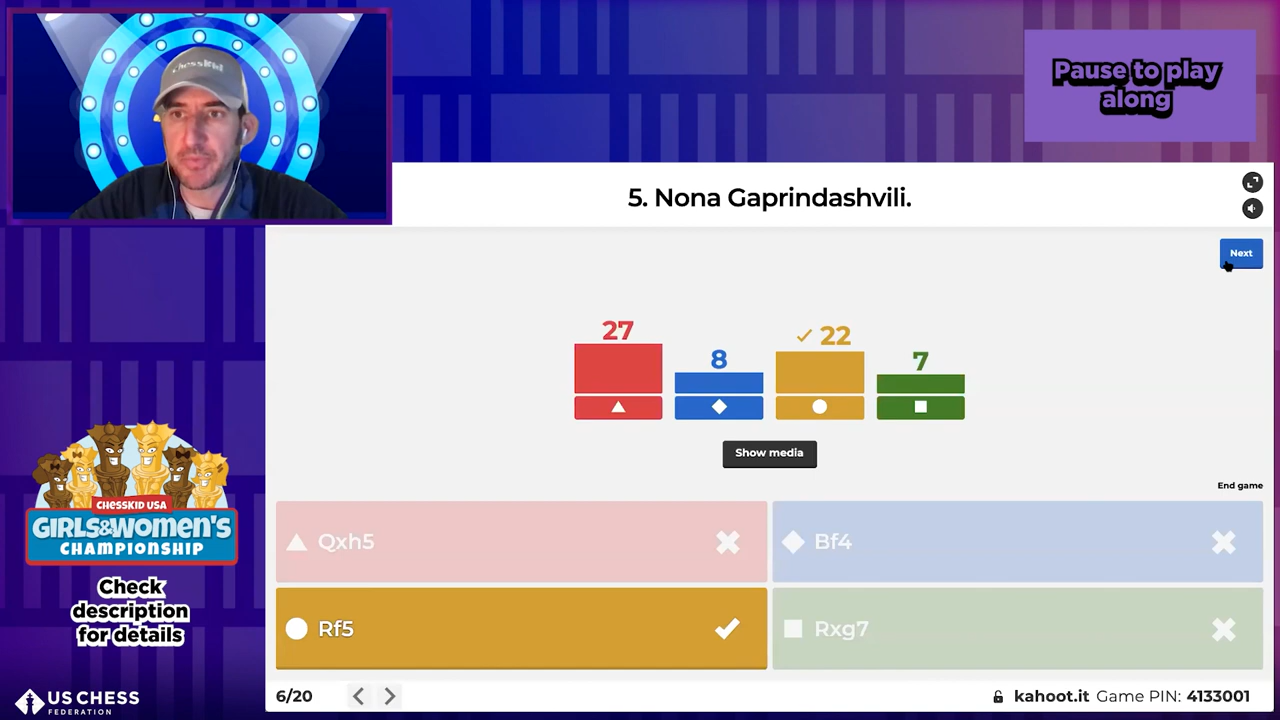 ChessKid
Pause to play
along
5. Nona Gaprindashvili.
Next
27
8
22
7
Show media
End game
Qxh5
Bf4
Rf5
Rxg7
CHESSKID USA
GIRLS&WOMEN'S
CHAMPIONSHIP
Check
description
for details
US CHESS
FEDERATION
6/20
kahoot.it Game PIN: 4133001